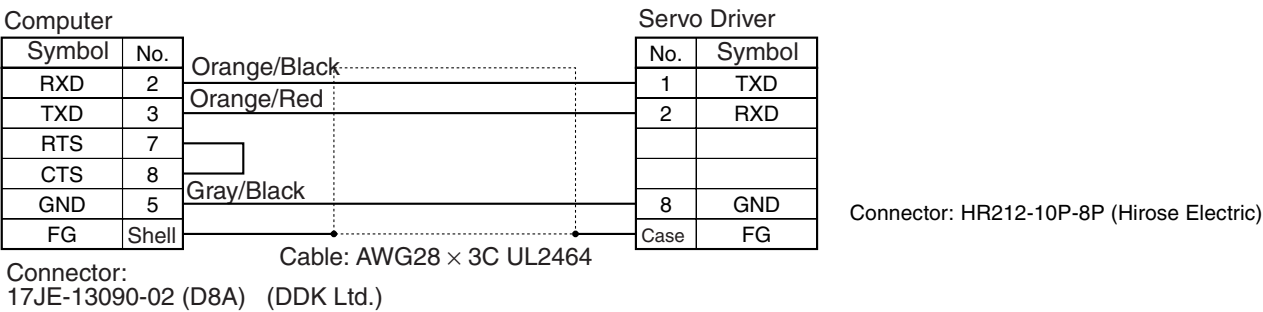 Computer
Servo Driver
Symbol No.
No. Symbol
Orange/Black
RXD 2
1 TXD
Orange/Red
TXD 3
2 RXD
RTS 7
CTS 8
Gray/Black
GND 5
8 GND
Connector: HR212-10P-8P (Hirose Electric)
FG Shell
Case FG
Cable: AWG28 × 3C UL2464
Connector:
17JE-13090-02 (D8A) (DDK Ltd.)